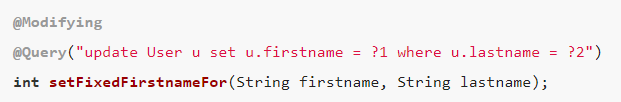 @Modifying
@Query("update User u set u.firstname = ?1 where u.lastname = ?2")
int setFixedFirstnameFor(String firstname, String lastname);